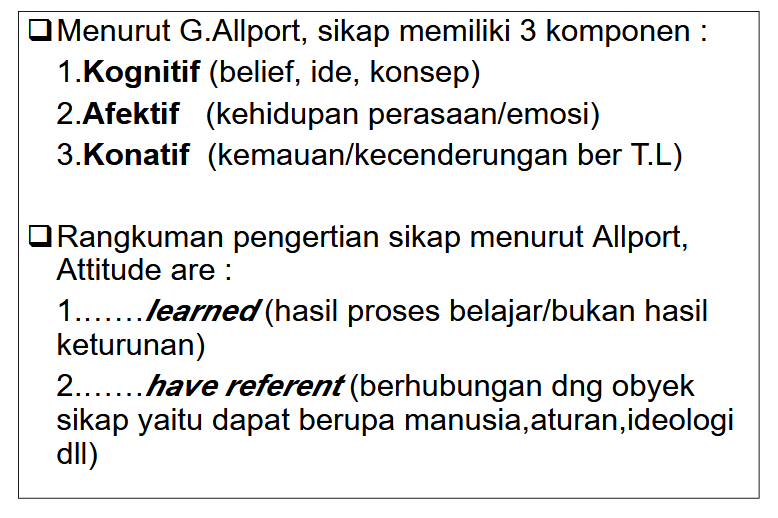 ❑Menurut G.Allport, sikap memiliki 3 komponen :
1.Kognitif (belief, ide, konsep)
2.Afektif (kehidupan perasaan/emosi)
3.Konatif (kemauan/kecenderungan ber T.L)
❑Rangkuman pengertian sikap menurut Allport,
Attitude are :
1.……learned (hasil proses belajar/bukan hasil
keturunan)
2.……have referent (berhubungan dng obyek
sikap yaitu dapat berupa manusia,aturan,ideologi
dll)